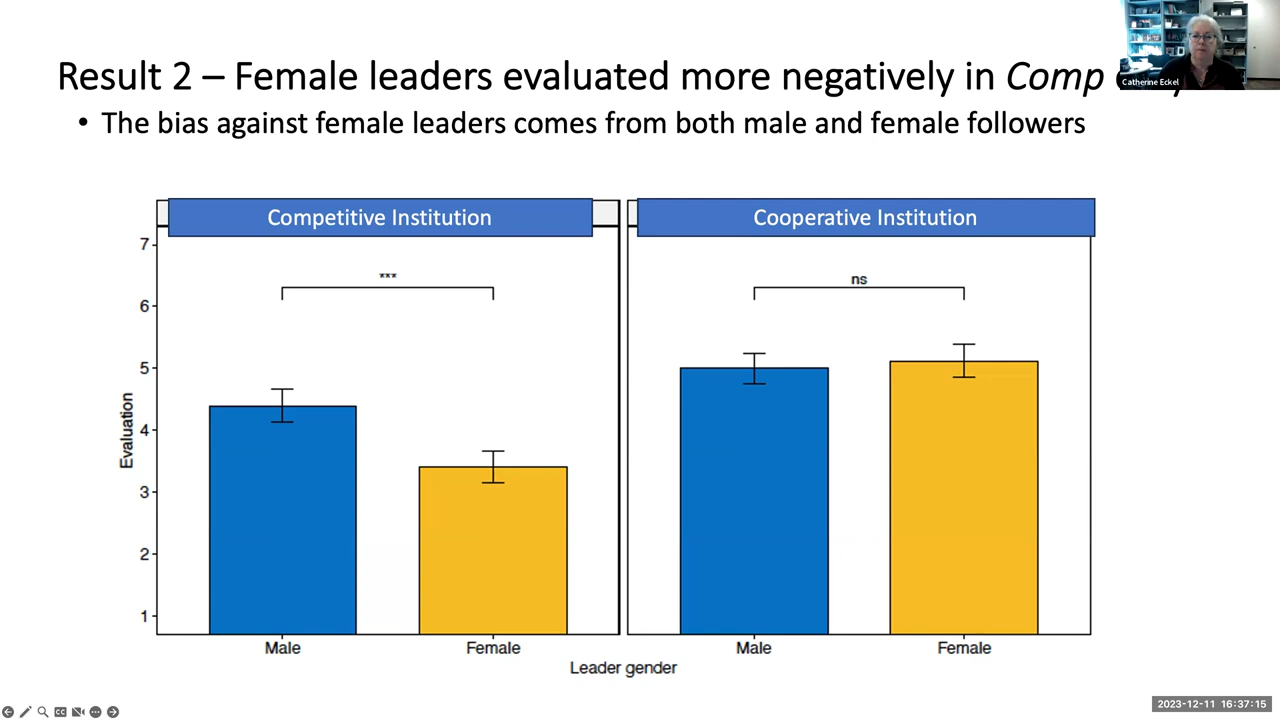 Result 2 – Female leaders evaluated more negatively in Comp
Catherine Eckel
• The bias against female leaders comes from both male and female followers
Competitive Institution
Cooperative Institution
7
6
5
4
3
2
1
Evaluation
***
ns
Male
Female
Male
Female
Leader gender
2023-12-11 16:37:15